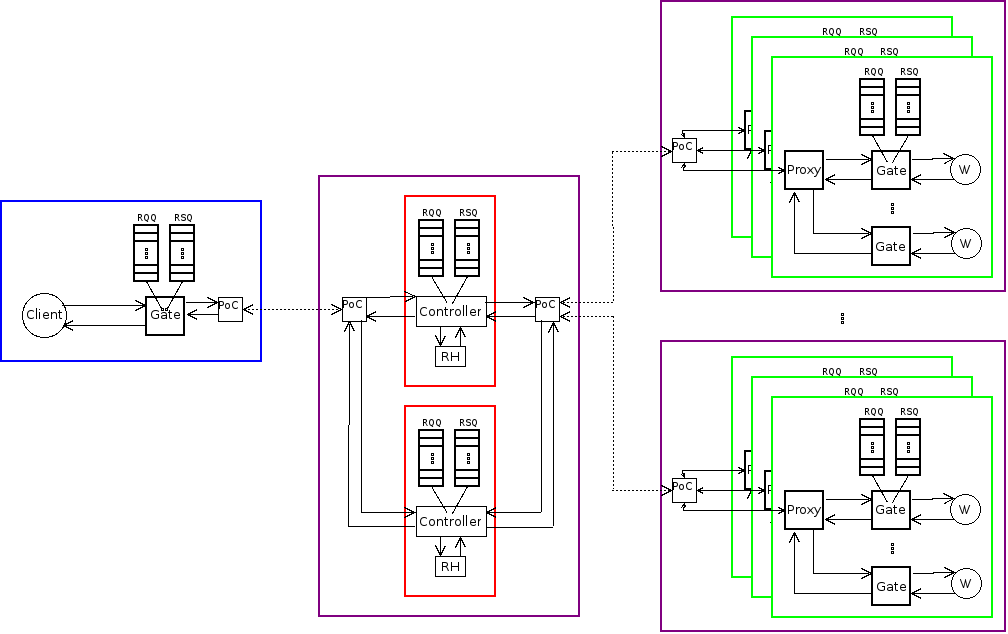 RQQ RSQ
Client
Gate
PoC
PoC
RQQ RSQ
Controller
RH
PoC
RQQ RSQ
Controller
RH
RQQ RSQ
RQQ RSQ
RQQ RSQ
PoC
P
P
Proxy
Gate
W
Gate
W
RQQ RSQ
RQQ RSQ
RQQ RSQ
PoC
P
P
Proxy
Gate
W
Gate
W